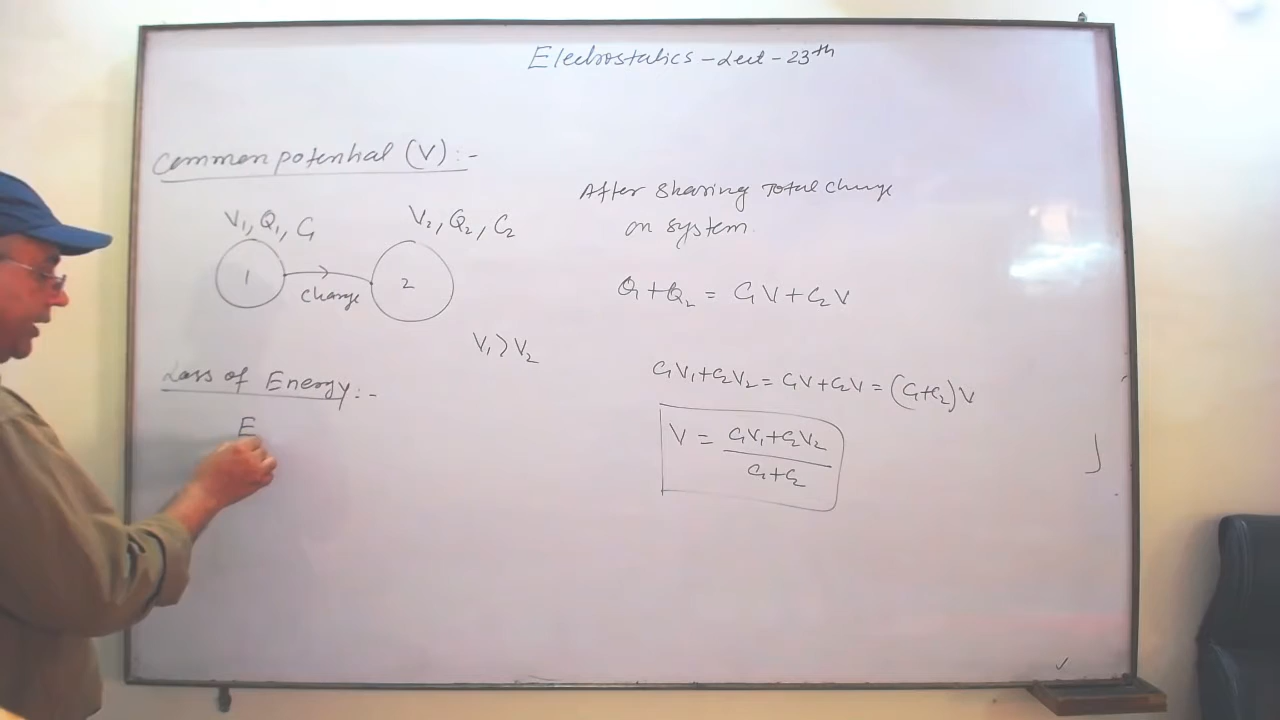 Electrostatics - Lect - 23th
Common potential (V) :-
V₁, Q₁, C₁
V₂, Q₂, C₂
1
2
Charge
V₁ > V₂
After Sharing Total Charge
on system.
Q₁ + Q₂ = C₁V + C₂V
C₁V₁ + C₂V₂ = C₁V + C₂V = (C₁+C₂)V
V = (C₁V₁ + C₂V₂) / (C₁ + C₂)
Loss of Energy :-
E